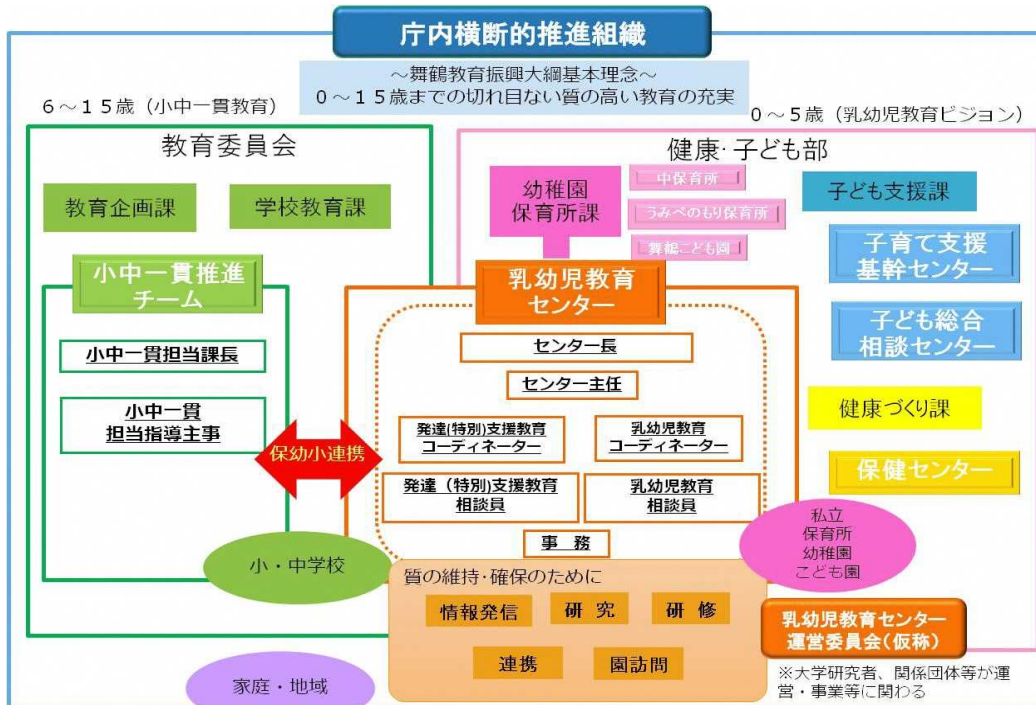 庁内横断的推進組織
～舞鶴教育振興大綱基本理念～
０～１５歳までの切れ目ない質の高い教育の充実
６～１５歳（小中一貫教育）
０～５歳（乳幼児教育ビジョン）
教育委員会
教育企画課
学校教育課
小中一貫推進
チーム
小中一貫担当課長
小中一貫
担当指導主事
小・中学校
家庭・地域
保幼小連携
健康･子ども部
幼稚園
保育所課
中保育所
うみべのもり保育所
舞鶴こども園
子ども支援課
子育て支援
基幹センター
子ども総合
相談センター
健康づくり課
保健センター
乳幼児教育
センター
センター長
センター主任
発達(特別)支援教育
コーディネーター
乳幼児教育
コーディネーター
発達（特別)支援教育
相談員
乳幼児教育
相談員
事　務
質の維持･確保のために
情報発信
研　究
研　修
連携
園訪問
私立
保育所
幼稚園
こども園
乳幼児教育センター
運営委員会(仮称)
※大学研究者、関係団体等が運
営・事業等に関わる